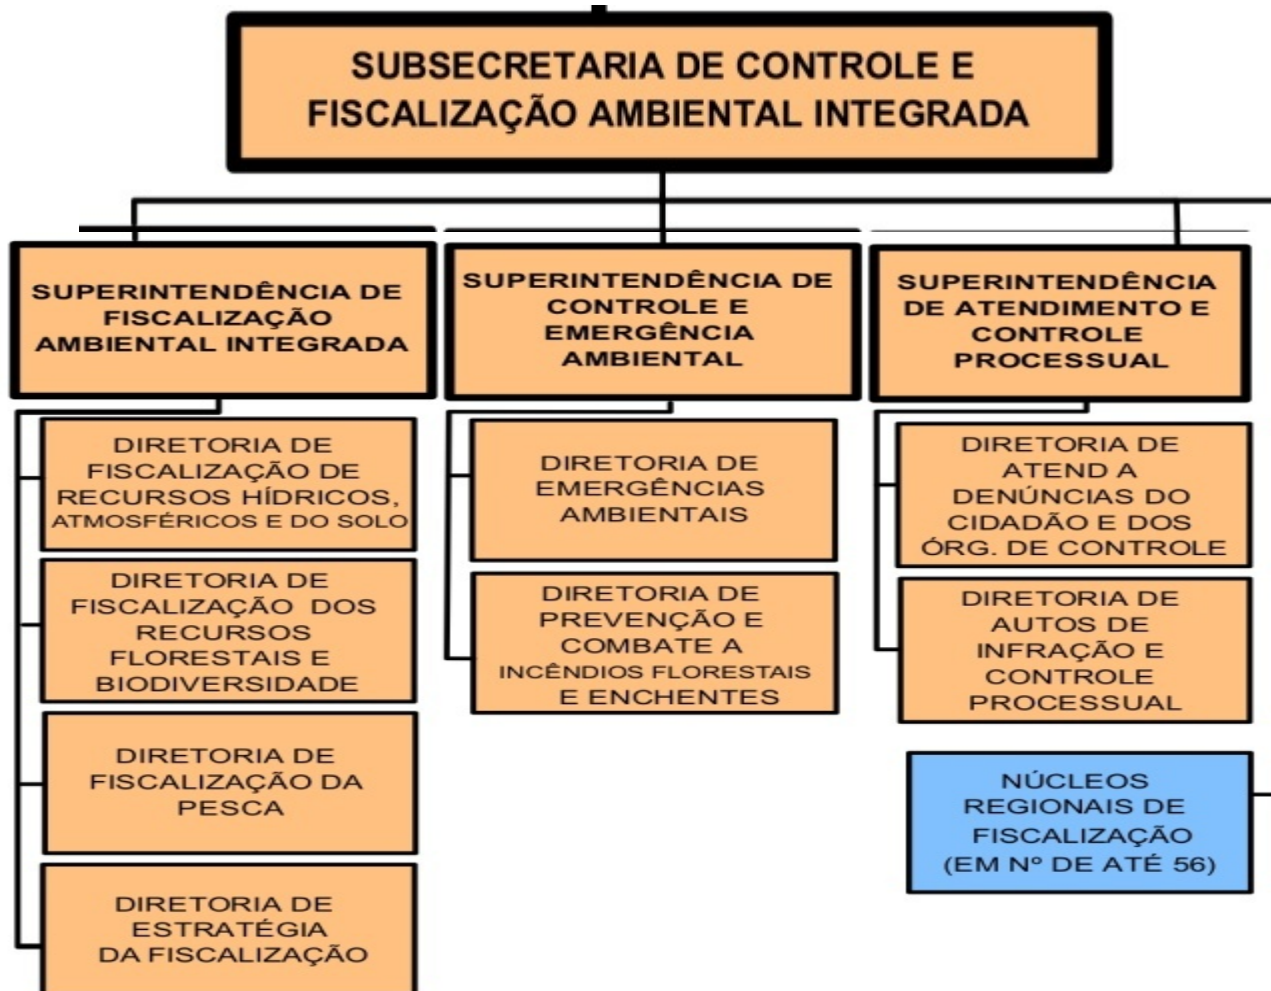 SUBSECRETARIA DE CONTROLE E
FISCALIZAÇÃO AMBIENTAL INTEGRADA
SUPERINTENDÊNCIA DE
FISCALIZAÇÃO
AMBIENTAL INTEGRADA
DIRETORIA DE
FISCALIZAÇÃO DE
RECURSOS HÍDRICOS,
ATMOSFÉRICOS E DO SOLO
DIRETORIA DE
FISCALIZAÇÃO DOS
RECURSOS
FLORESTAIS E
BIODIVERSIDADE
DIRETORIA DE
FISCALIZAÇÃO DA
PESCA
DIRETORIA DE
ESTRATÉGIA
DA FISCALIZAÇÃO
SUPERINTENDÊNCIA DE
CONTROLE E
EMERGÊNCIA
AMBIENTAL
DIRETORIA DE
EMERGÊNCIAS
AMBIENTAIS
DIRETORIA DE
PREVENÇÃO E
COMBATE A
INCÊNDIOS FLORESTAIS
E ENCHENTES
SUPERINTENDÊNCIA
DE ATENDIMENTO E
CONTROLE
PROCESSUAL
DIRETORIA DE
ATEND A
DENÚNCIAS DO
CIDADÃO E DOS
ÓRG. DE CONTROLE
DIRETORIA DE
AUTOS DE
INFRAÇÃO E
CONTROLE
PROCESSUAL
NÚCLEOS
REGIONAIS DE
FISCALIZAÇÃO
(EM Nº DE ATÉ 56)